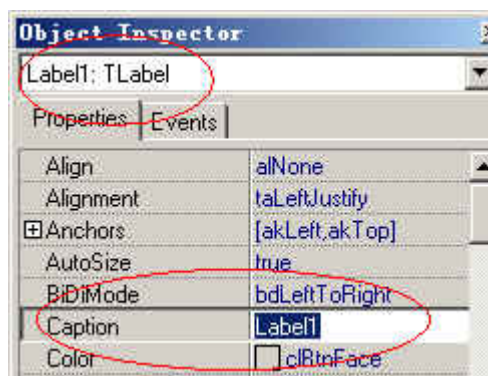 Object Inspector
Label1: TLabel
Properties Events
Align alNone
Alignment taLeftJustify
Anchors [akLeft,akTop]
AutoSize true
BiDiMode bdLeftToRight
Caption Label1
Color clBtnFace